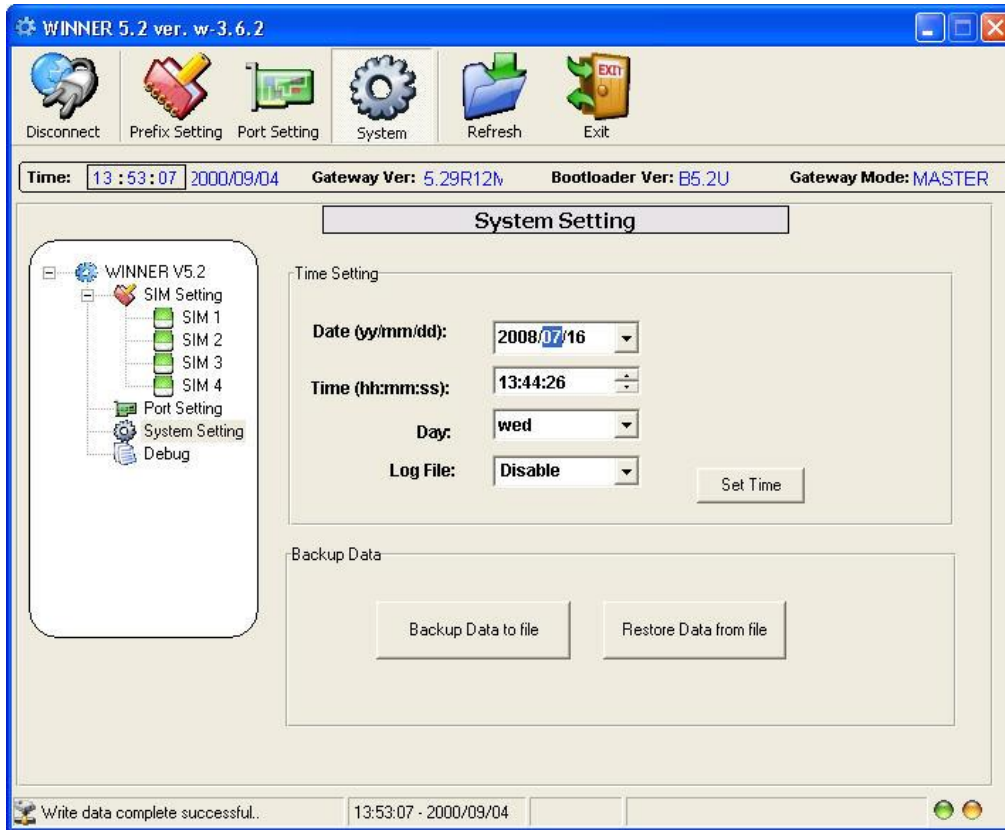 WINNER 5.2 ver. w-3.6.2
Disconnect Prefix Setting Port Setting System Refresh EXIT Exit
Time: 13:53:07 2000/09/04 Gateway Ver: 5.29R12M Bootloader Ver: B5.2U Gateway Mode: MASTER
System Setting
WINNER V5.2
SIM Setting
SIM 1
SIM 2
SIM 3
SIM 4
Port Setting
System Setting
Debug
Time Setting
Date (yy/mm/dd): 2008/07/16
Time (hh:mm:ss): 13:44:26
Day: wed
Log File: Disable
Set Time
Backup Data
Backup Data to file Restore Data from file
Write data complete successful.. 13:53:07 - 2000/09/04